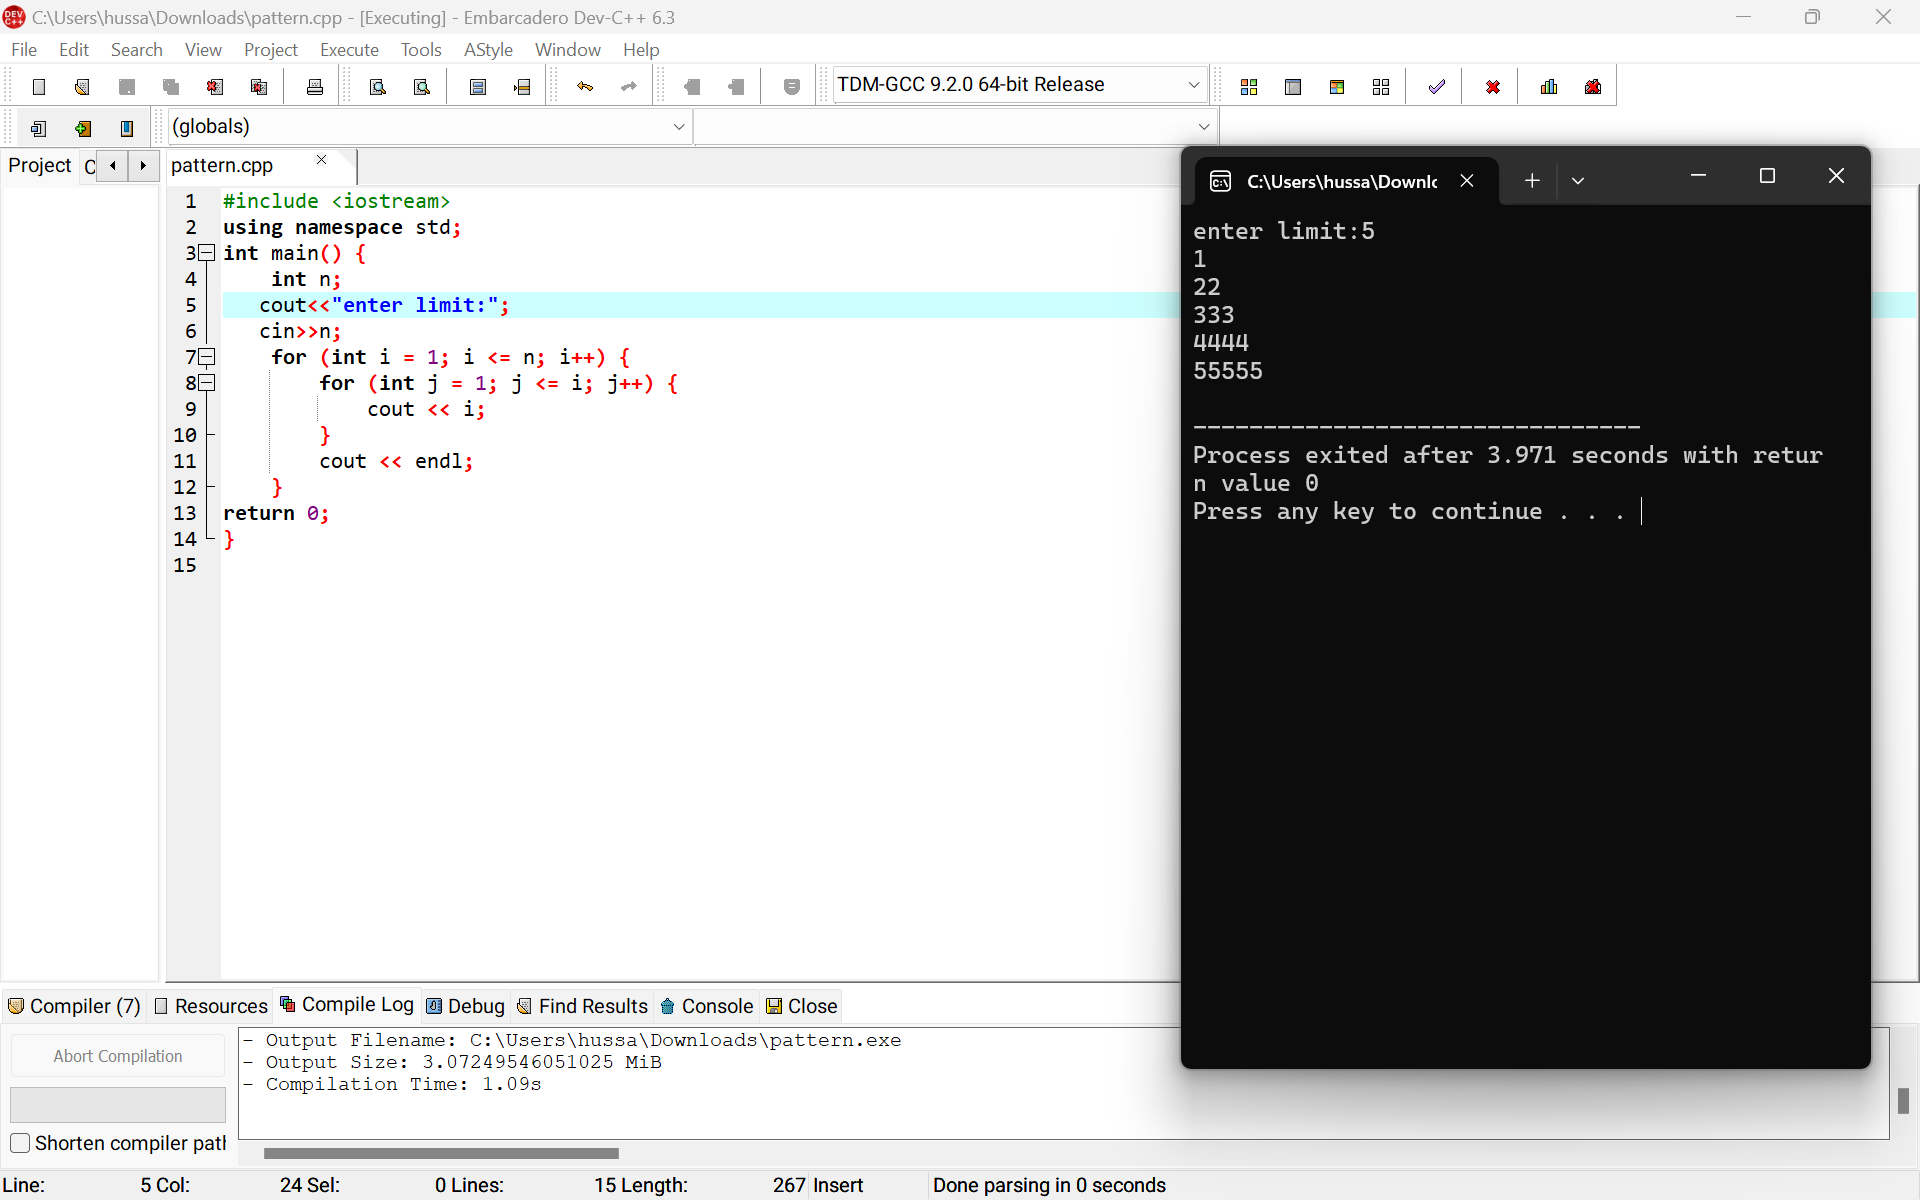 C:\Users\hussa\Downloads\pattern.cpp - [Executing] - Embarcadero Dev-C++ 6.3
File Edit Search View Project Execute Tools AStyle Window Help
TDM-GCC 9.2.0 64-bit Release
(globals)
Project C
pattern.cpp
1 #include <iostream>
2 using namespace std;
3 int main() {
4 int n;
5 cout<<"enter limit:";
6 cin>>n;
7 for (int i = 1; i <= n; i++) {
8 for (int j = 1; j <= i; j++) {
9 cout << i;
10 }
11 cout << endl;
12 }
13 return 0;
14 }
15
C:\Users\hussa\Downlc
enter limit:5
1
22
333
4444
55555
--------------------------------
Process exited after 3.971 seconds with retur
n value 0
Press any key to continue . . .
Compiler (7) Resources Compile Log Debug Find Results Console Close
Abort Compilation
Shorten compiler path
- Output Filename: C:\Users\hussa\Downloads\pattern.exe
- Output Size: 3.07249546051025 MiB
- Compilation Time: 1.09s
Line: 5 Col: 24 Sel: 0 Lines: 15 Length: 267 Insert Done parsing in 0 seconds